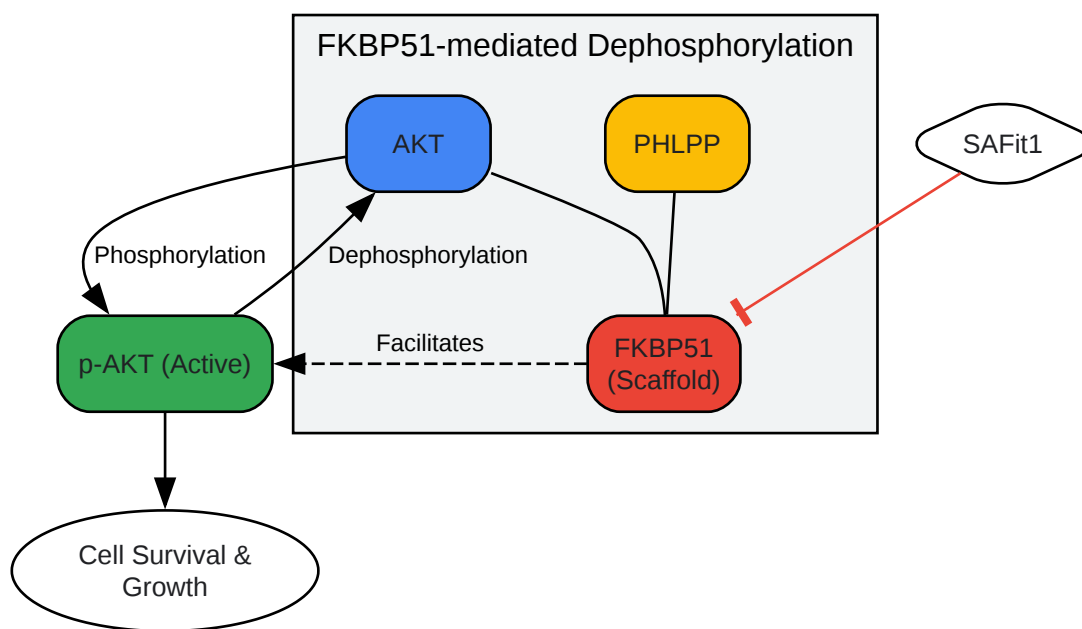 FKBP51-mediated Dephosphorylation
AKT
PHLPP
SAFit1
Phosphorylation
Dephosphorylation
Facilitates
p-AKT (Active)
FKBP51
(Scaffold)
Cell Survival &
Growth